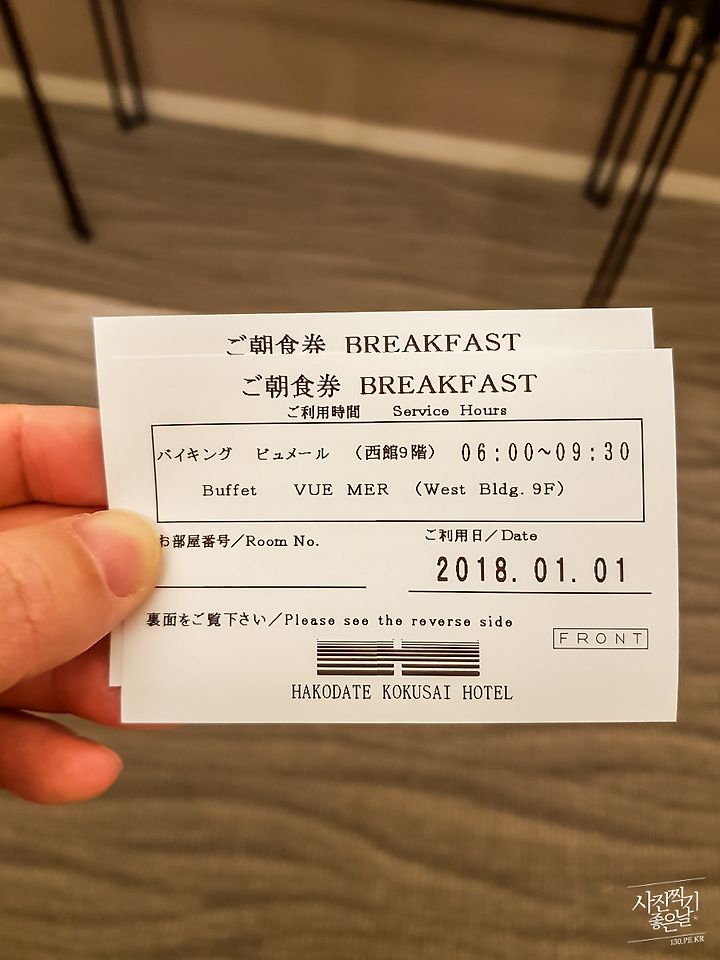 ご朝食券 BREAKFAST
ご朝食券 BREAKFAST
ご利用時間 Service Hours
バイキング ビュメール （西館9階） 06:00~09:30
Buffet VUE MER (West Bldg. 9F)
お部屋番号/Room No.
ご利用日/Date
2018.01.01
裏面をご覧下さい/Please see the reverse side
FRONT
HAKODATE KOKUSAI HOTEL
사진찍기
좋은날
130.PE.KR